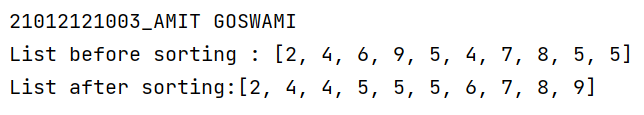 21012121003_AMIT GOSWAMI
List before sorting : [2, 4, 6, 9, 5, 4, 7, 8, 5, 5]
List after sorting:[2, 4, 4, 5, 5, 5, 6, 7, 8, 9]